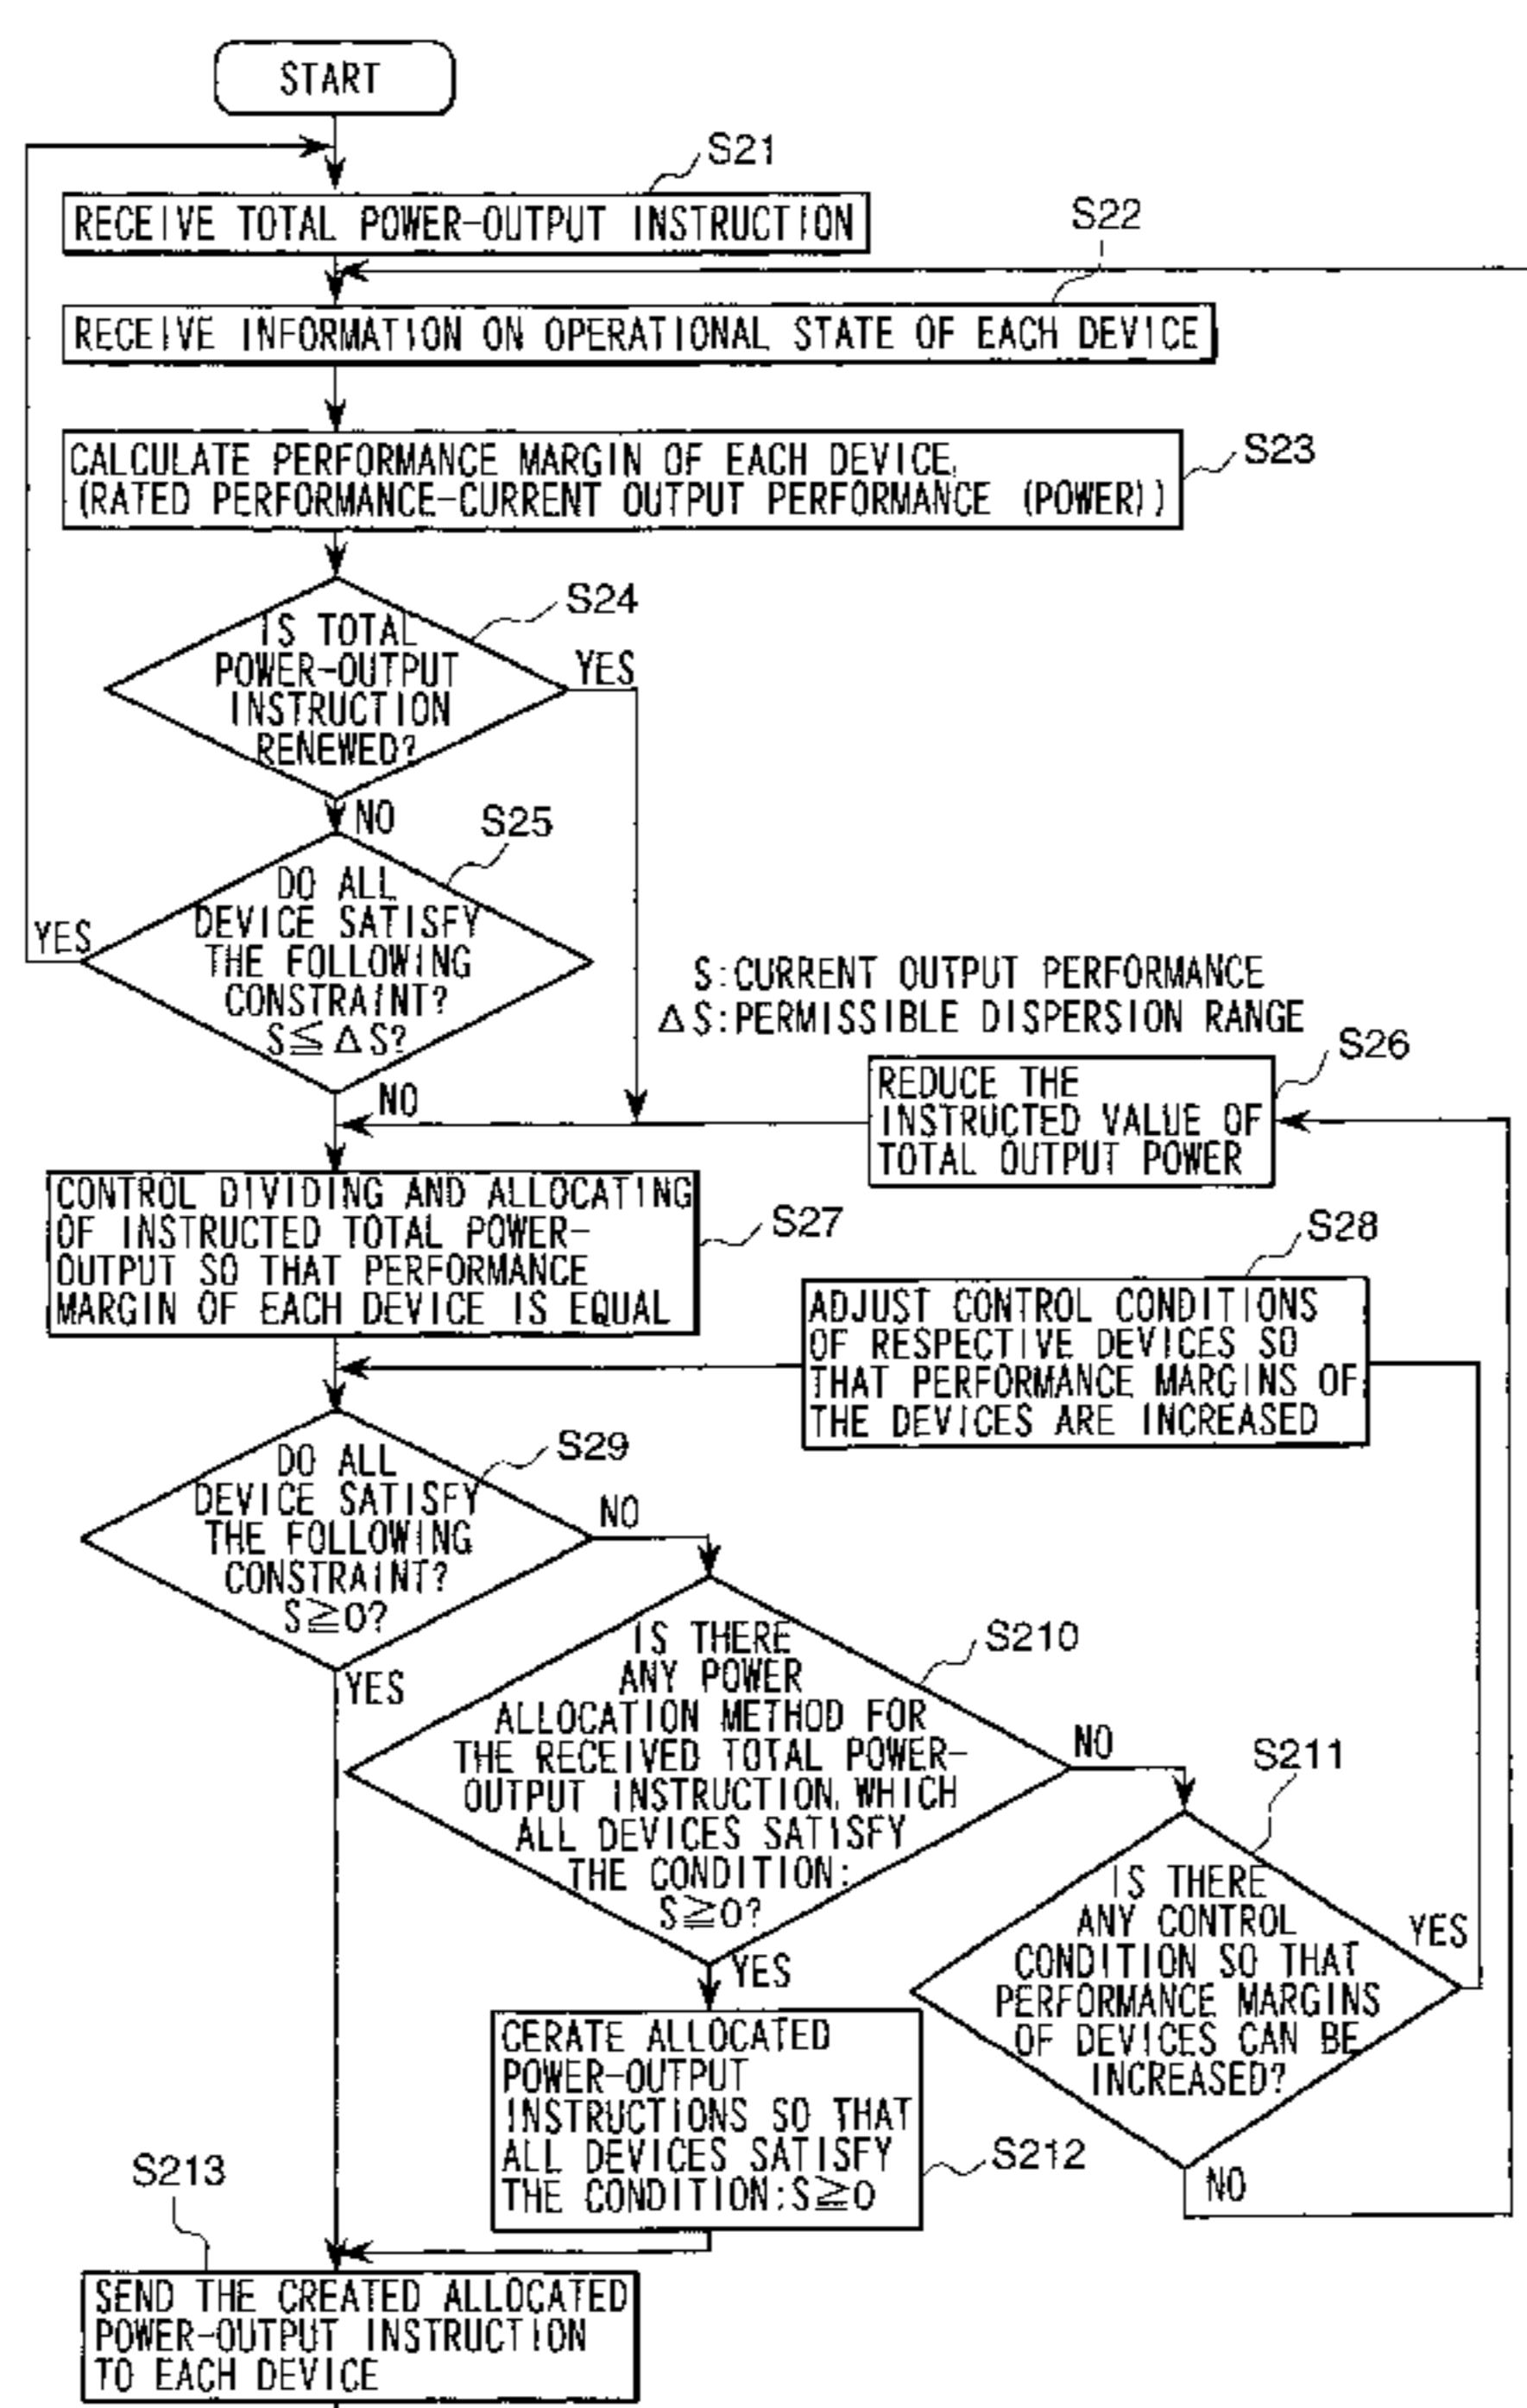 START
S21
RECEIVE TOTAL POWER-OUTPUT INSTRUCTION
S22
RECEIVE INFORMATION ON OPERATIONAL STATE OF EACH DEVICE
S23
CALCULATE PERFORMANCE MARGIN OF EACH DEVICE,
(RATED PERFORMANCE-CURRENT OUTPUT PERFORMANCE (POWER))
S24
IS TOTAL
POWER-OUTPUT
INSTRUCTION
RENEWED?
YES
NO
S25
DO ALL
DEVICE SATISFY
THE FOLLOWING
CONSTRAINT?
S≦ΔS?
YES
NO
S:CURRENT OUTPUT PERFORMANCE
ΔS:PERMISSIBLE DISPERSION RANGE
S26
REDUCE THE
INSTRUCTED VALUE OF
TOTAL OUTPUT POWER
S27
CONTROL DIVIDING AND ALLOCATING
OF INSTRUCTED TOTAL POWER-
OUTPUT SO THAT PERFORMANCE
MARGIN OF EACH DEVICE IS EQUAL
S28
ADJUST CONTROL CONDITIONS
OF RESPECTIVE DEVICES SO
THAT PERFORMANCE MARGINS OF
THE DEVICES ARE INCREASED
S29
DO ALL
DEVICE SATISFY
THE FOLLOWING
CONSTRAINT?
S≧0?
NO
YES
S210
IS THERE
ANY POWER
ALLOCATION METHOD FOR
THE RECEIVED TOTAL POWER-
OUTPUT INSTRUCTION, WHICH
ALL DEVICES SATISFY
THE CONDITION:
S≧0?
NO
YES
S211
IS THERE
ANY CONTROL
CONDITION SO THAT
PERFORMANCE MARGINS
OF DEVICES CAN BE
INCREASED?
YES
NO
S212
CERATE ALLOCATED
POWER-OUTPUT
INSTRUCTIONS SO THAT
ALL DEVICES SATISFY
THE CONDITION:S≧0
S213
SEND THE CREATED ALLOCATED
POWER-OUTPUT INSTRUCTION
TO EACH DEVICE